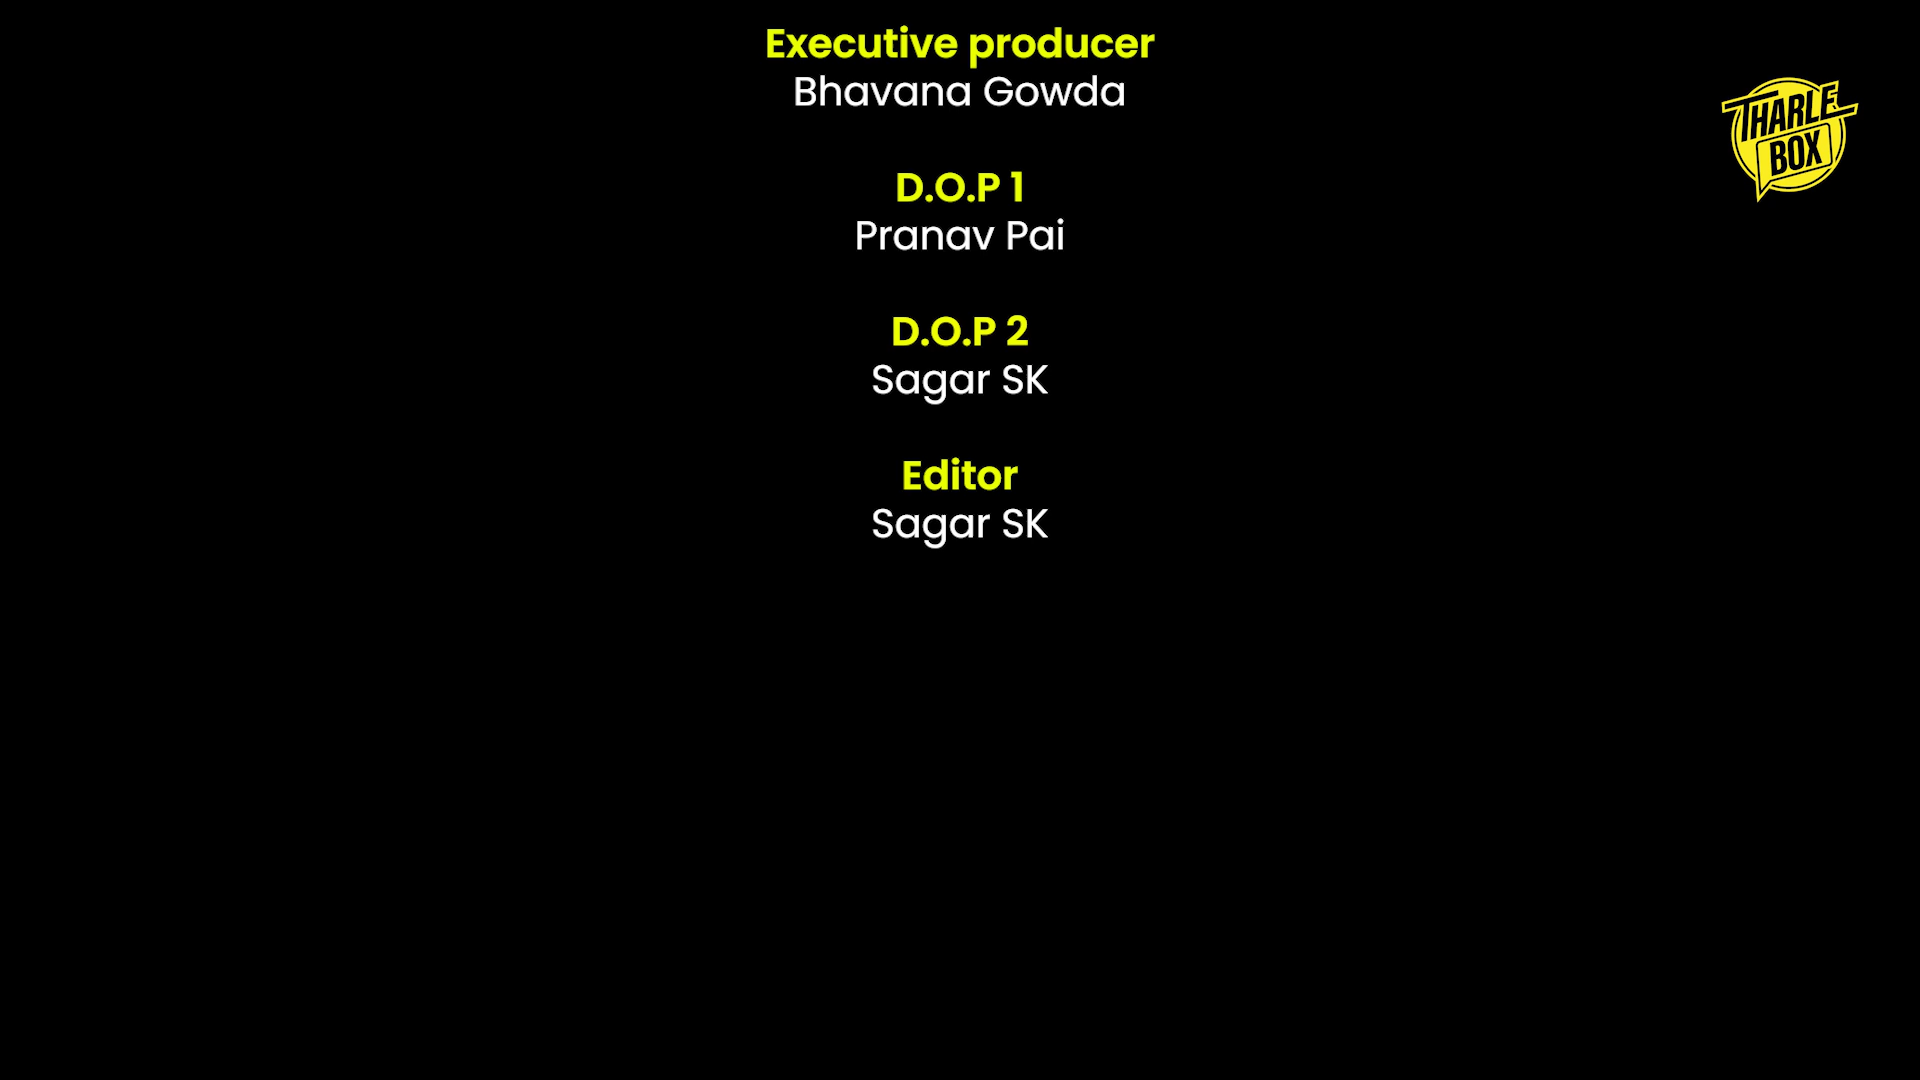 Executive producer
Bhavana Gowda
THARLE
BOX
D.O.P 1
Pranav Pai
D.O.P 2
Sagar SK
Editor
Sagar SK